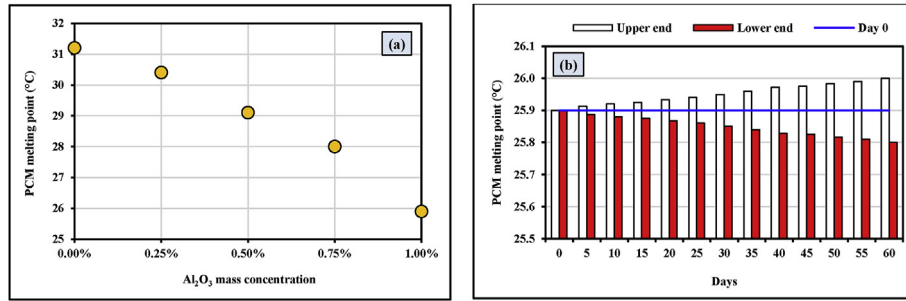 (a)
PCM melting point (°C)
32
31
30
29
28
27
26
25
0.00% 0.25% 0.50% 0.75% 1.00%
Al₂O₃ mass concentration
Upper end Lower end Day 0
(b)
PCM melting point (°C)
26.1
26.0
25.9
25.8
25.7
25.6
25.5
0 5 10 15 20 25 30 35 40 45 50 55 60
Days